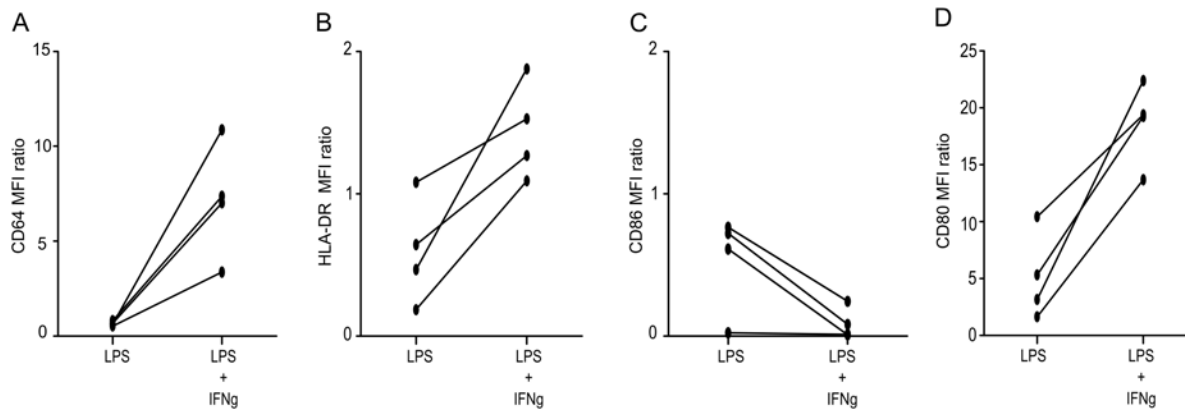 A
CD64 MFI ratio
15
10
5
0
LPS
LPS
+
IFNg
B
HLA-DR MFI ratio
2
1
0
LPS
LPS
+
IFNg
C
CD86 MFI ratio
2
1
0
LPS
LPS
+
IFNg
D
CD80 MFI ratio
25
20
15
10
5
0
LPS
LPS
+
IFNg